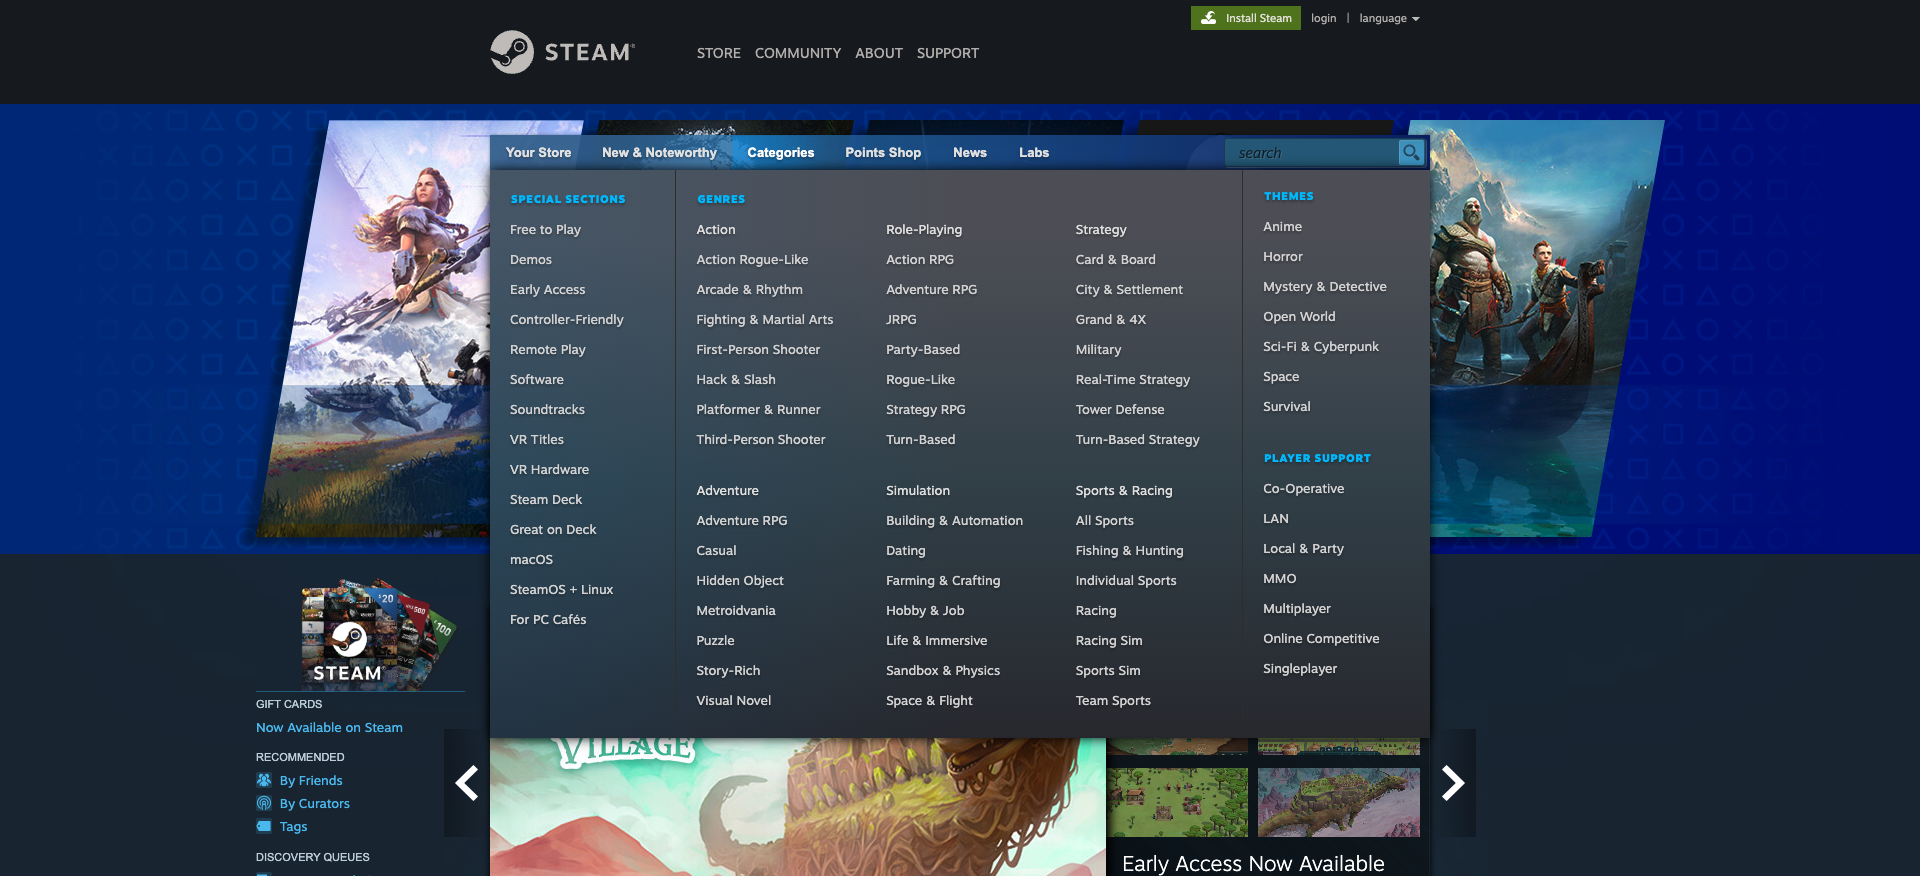 Install Steam login | language
STEAM®
STORE COMMUNITY ABOUT SUPPORT
Your Store New & Noteworthy Categories Points Shop News Labs search
SPECIAL SECTIONS
Free to Play
Demos
Early Access
Controller-Friendly
Remote Play
Software
Soundtracks
VR Titles
VR Hardware
Steam Deck
Great on Deck
macOS
SteamOS + Linux
For PC Cafés
GENRES
Action
Action Rogue-Like
Arcade & Rhythm
Fighting & Martial Arts
First-Person Shooter
Hack & Slash
Platformer & Runner
Third-Person Shooter
Adventure
Adventure RPG
Casual
Hidden Object
Metroidvania
Puzzle
Story-Rich
Visual Novel
Role-Playing
Action RPG
Adventure RPG
JRPG
Party-Based
Rogue-Like
Strategy RPG
Turn-Based
Simulation
Building & Automation
Dating
Farming & Crafting
Hobby & Job
Life & Immersive
Sandbox & Physics
Space & Flight
Strategy
Card & Board
City & Settlement
Grand & 4X
Military
Real-Time Strategy
Tower Defense
Turn-Based Strategy
Sports & Racing
All Sports
Fishing & Hunting
Individual Sports
Racing
Racing Sim
Sports Sim
Team Sports
THEMES
Anime
Horror
Mystery & Detective
Open World
Sci-Fi & Cyberpunk
Space
Survival
PLAYER SUPPORT
Co-Operative
LAN
Local & Party
MMO
Multiplayer
Online Competitive
Singleplayer
STEAM
GIFT CARDS
Now Available on Steam
RECOMMENDED
By Friends
By Curators
Tags
DISCOVERY QUEUES
VILLAGE
Early Access Now Available